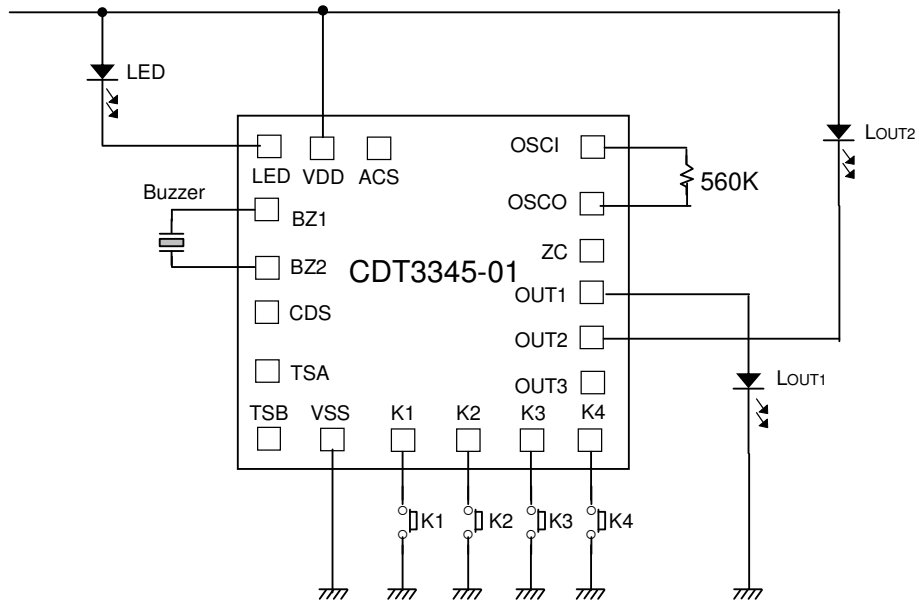 LED
LOUT2
LED VDD ACS
OSCI
560K
Buzzer
BZ1
OSCO
ZC
BZ2
CDT3345-01
OUT1
CDS
OUT2
TSA
OUT3
LOUT1
TSB VSS K1 K2 K3 K4
K1 K2 K3 K4